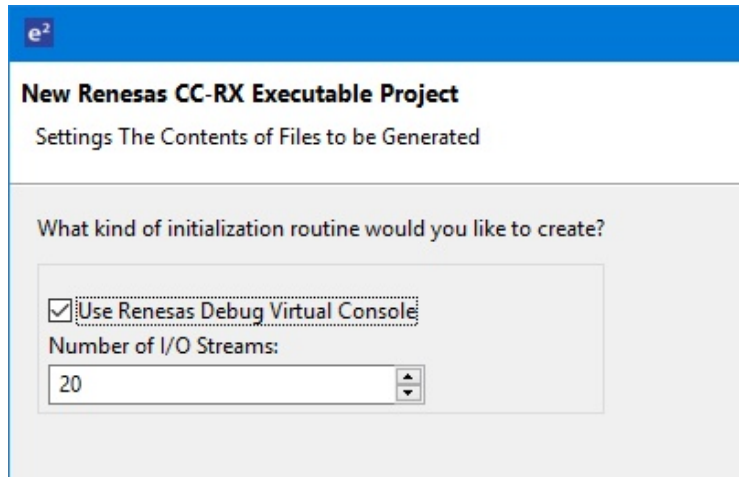 e²
New Renesas CC-RX Executable Project
Settings The Contents of Files to be Generated
What kind of initialization routine would you like to create?
Use Renesas Debug Virtual Console
Number of I/O Streams:
20